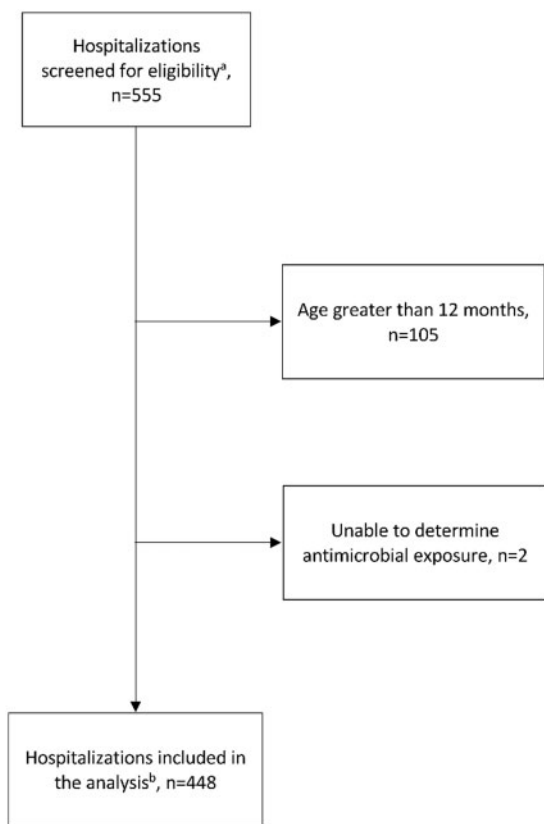 Hospitalizations
screened for eligibilityᵃ,
n=555
Age greater than 12 months,
n=105
Unable to determine
antimicrobial exposure, n=2
Hospitalizations included in
the analysisᵇ, n=448